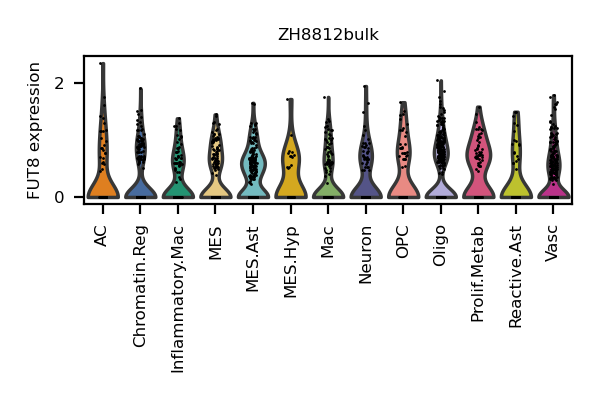 ZH8812bulk
FUT8 expression
2
0
AC
Chromatin.Reg
Inflammatory.Mac
MES
MES.Ast
MES.Hyp
Mac
Neuron
OPC
Oligo
Prolif.Metab
Reactive.Ast
Vasc